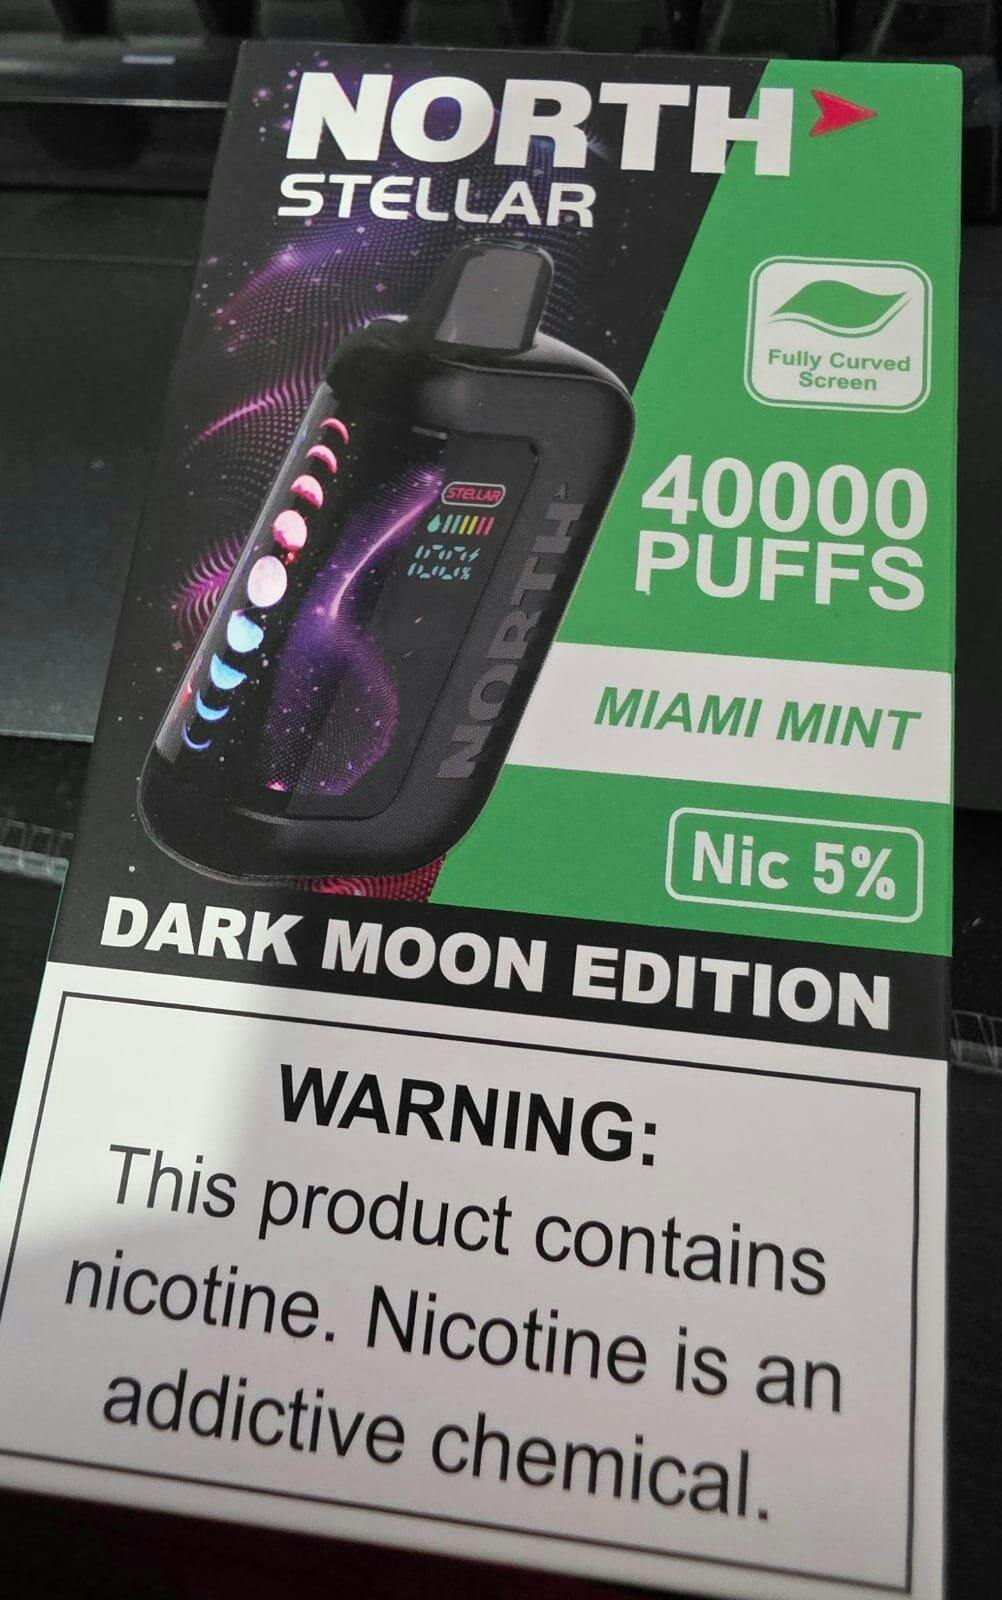 NORTH
STELLAR
Fully Curved
Screen
40000
PUFFS
STELLAR
NORTH
MIAMI MINT
Nic 5%
DARK MOON EDITION
WARNING:
This product contains
nicotine. Nicotine is an
addictive chemical.